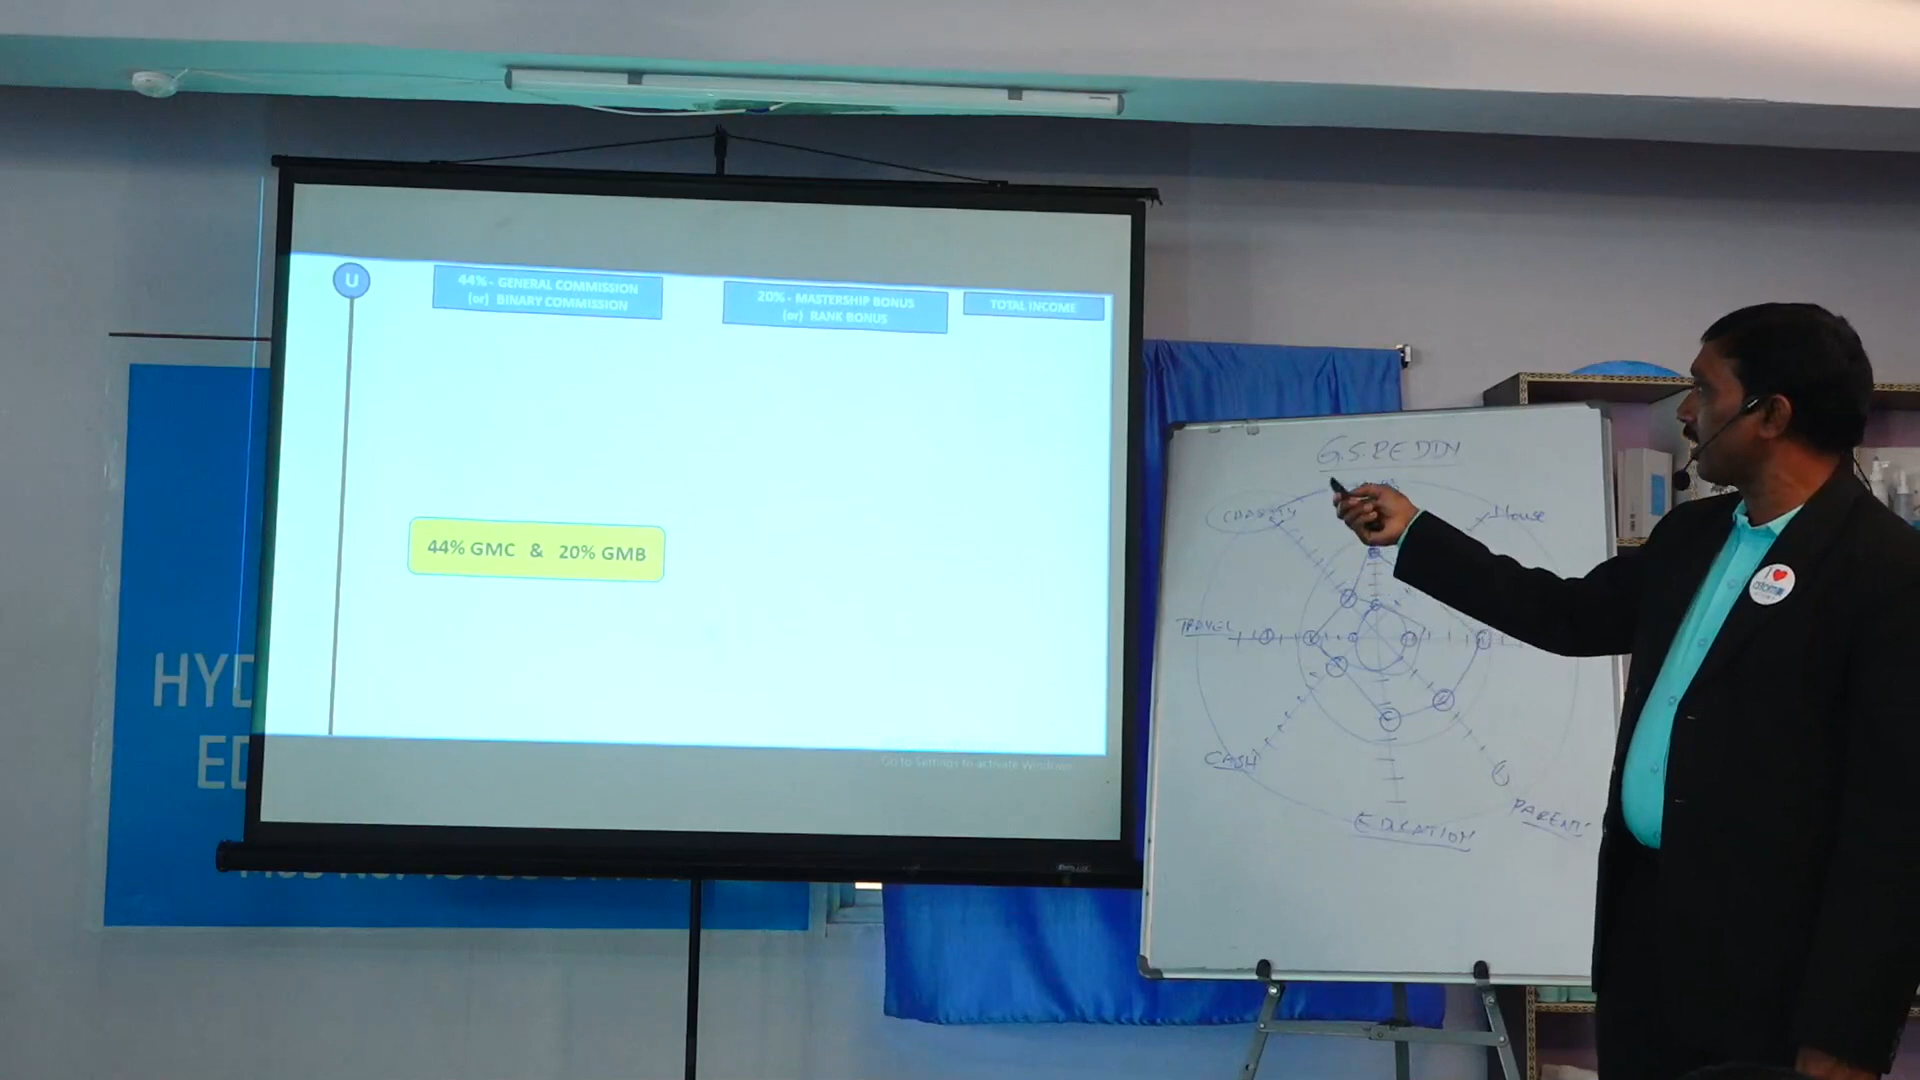 U
44% - GENERAL COMMISSION
(or) BINARY COMMISSION
20% - MASTERSHIP BONUS
(or) RANK BONUS
TOTAL INCOME
44% GMC & 20% GMB
Go to Settings to activate Windows.
HYD
ED
G.S.REDDY
House
TRAVEL
CASH
EDUCATION
PARENTS
I